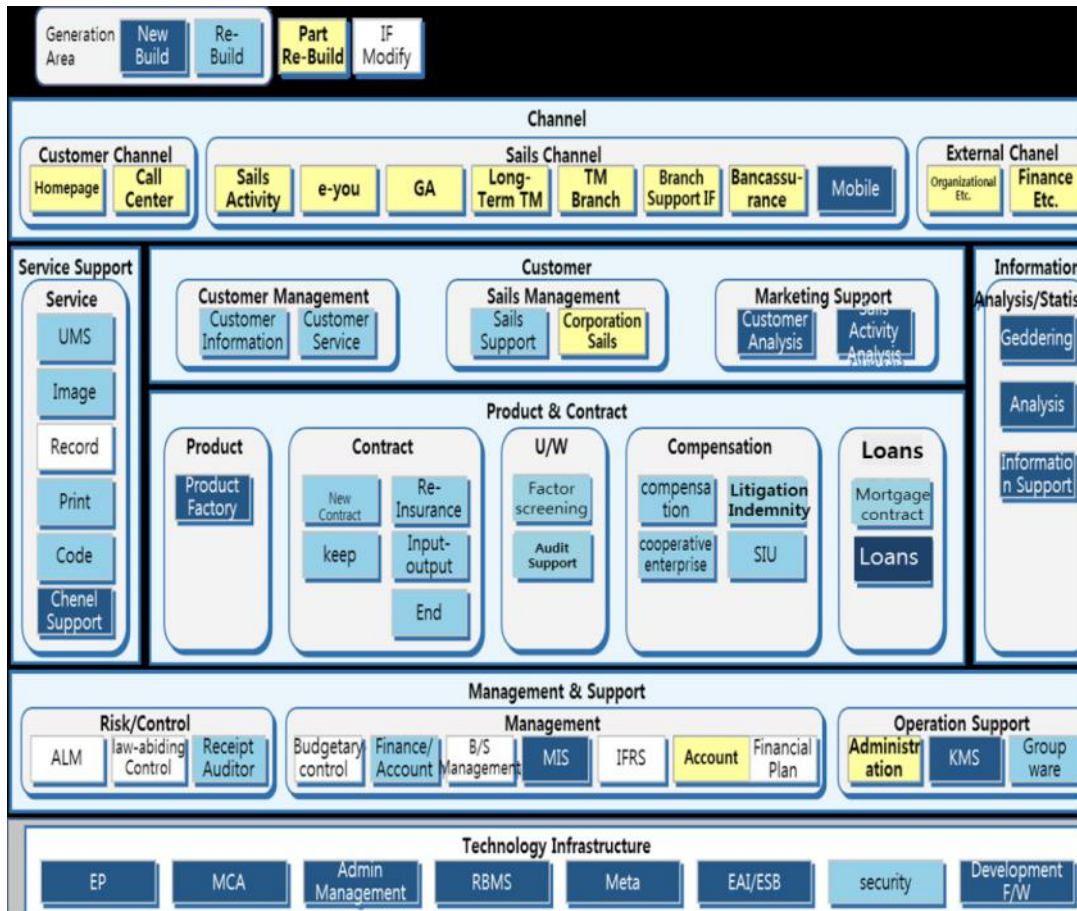 Generation
Area
New
Build
Re-
Build
Part
Re-Build
IF
Modify
Channel
Customer Channel
Homepage
Call
Center
Sails Channel
Sails
Activity
e-you
GA
Long-
Term TM
TM
Branch
Branch
Support IF
Bancassu-
rance
Mobile
External Chanel
Organizational
Etc.
Finance
Etc.
Service Support
Service
UMS
Image
Record
Print
Code
Chenel
Support
Customer
Customer Management
Customer
Information
Customer
Service
Sails Management
Sails
Support
Corporation
Sails
Marketing Support
Customer
Analysis
Sails
Activity
Analysis
Information
Analysis/Statis
Geddering
Analysis
Informatio
n Support
Product & Contract
Product
Product
Factory
Contract
New
Contract
Re-
Insurance
keep
Input-
output
End
U/W
Factor
screening
Audit
Support
Compensation
compensa
tion
Litigation
Indemnity
cooperative
enterprise
SIU
Loans
Mortgage
contract
Loans
Management & Support
Risk/Control
ALM
law-abiding
Control
Receipt
Auditor
Management
Budgetary
control
Finance/
Account
B/S
Management
MIS
IFRS
Account
Financial
Plan
Operation Support
Administr
ation
KMS
Group
ware
Technology Infrastructure
EP
MCA
Admin
Management
RBMS
Meta
EAI/ESB
security
Development
F/W